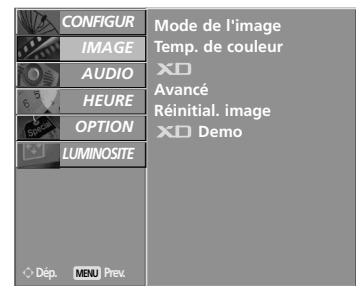 CONFIGUR
IMAGE
AUDIO
HEURE
OPTION
LUMINOSITE
Dép. MENU Prev.
Mode de l'image
Temp. de couleur
XD
Avancé
Réinitial. image
XD Demo